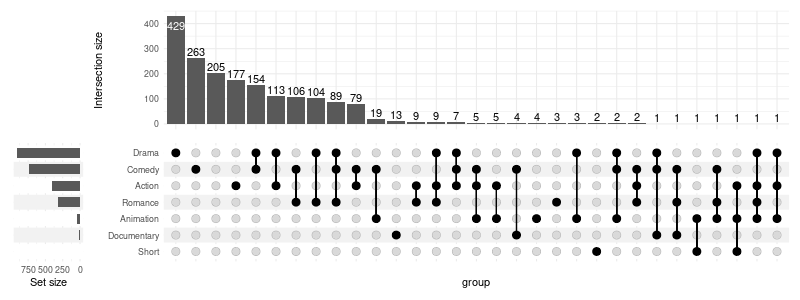 400
300
200
100
0
Intersection size
429 263 205 177 154 113 106 104 89 79 19 13 9 9 7 5 5 4 4 3 3 2 2 2 1 1 1 1 1 1 1
Drama
Comedy
Action
Romance
Animation
Documentary
Short
750 500 250 0
Set size
group